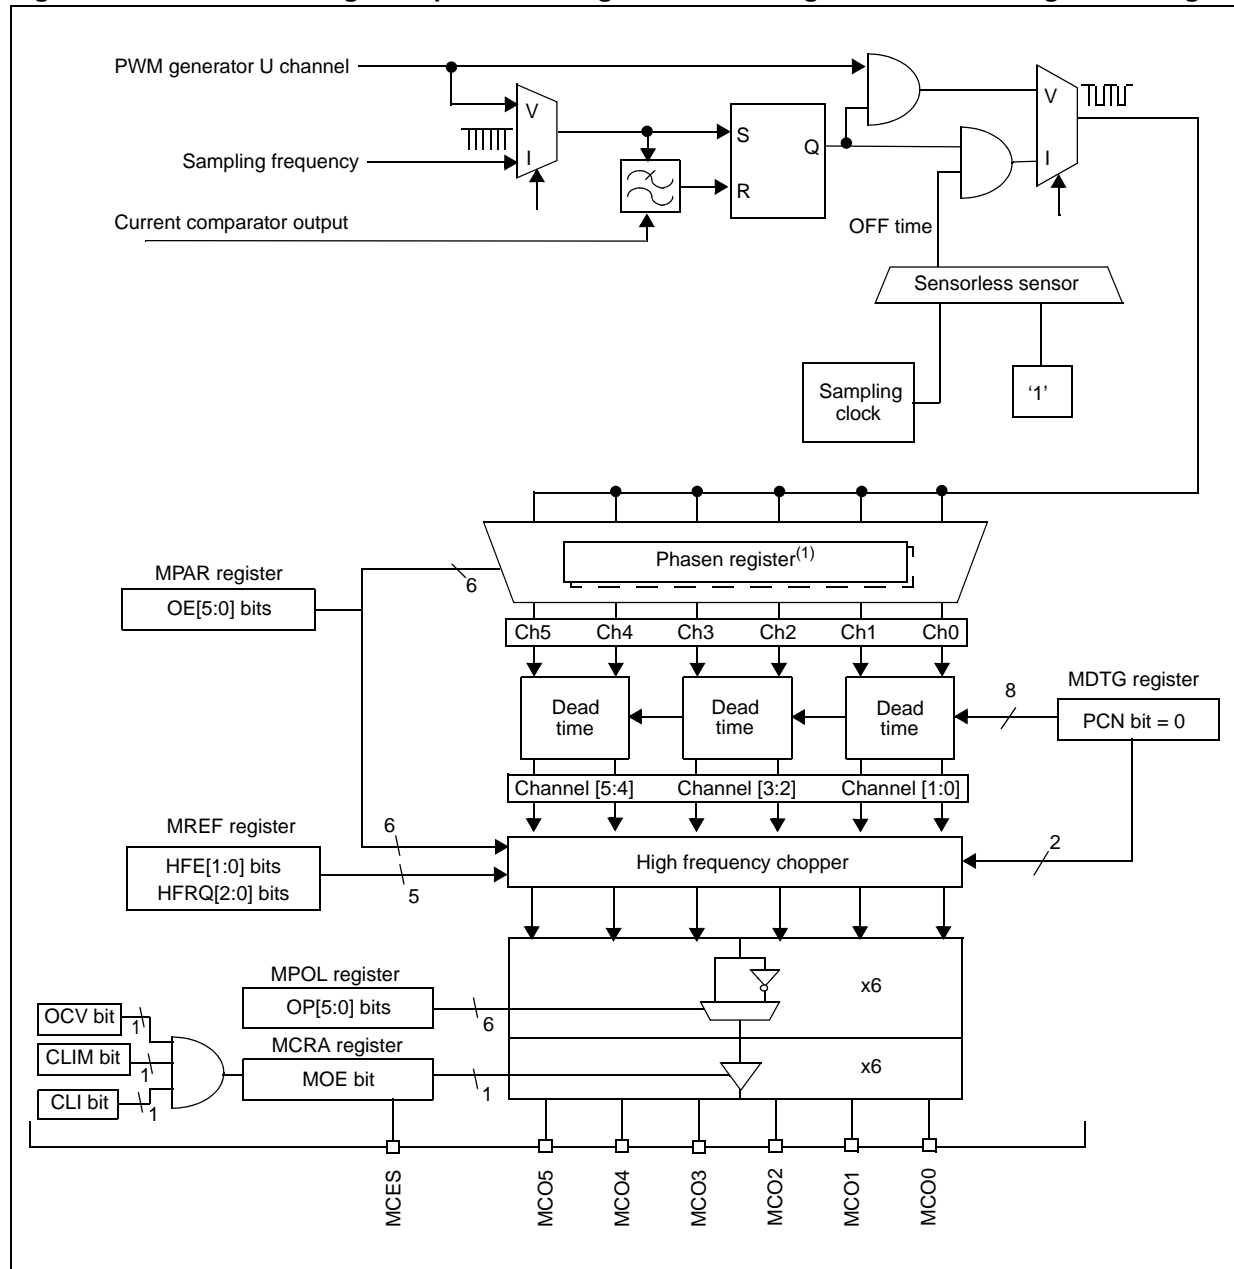 PWM generator U channel
V
I
Sampling frequency
Current comparator output
S
Q
R
V
I
OFF time
Sensorless sensor
Sampling
clock
‘1’
Phasen register(1)
MPAR register
OE[5:0] bits
6
Ch5 Ch4 Ch3 Ch2 Ch1 Ch0
Dead
time
Dead
time
Dead
time
8
MDTG register
PCN bit = 0
Channel [5:4] Channel [3:2] Channel [1:0]
MREF register
HFE[1:0] bits
HFRQ[2:0] bits
6
5
High frequency chopper
2
MPOL register
OP[5:0] bits
6
x6
OCV bit
1
CLIM bit
1
CLI bit
1
MCRA register
MOE bit
1
x6
MCES
MCO5
MCO4
MCO3
MCO2
MCO1
MCO0